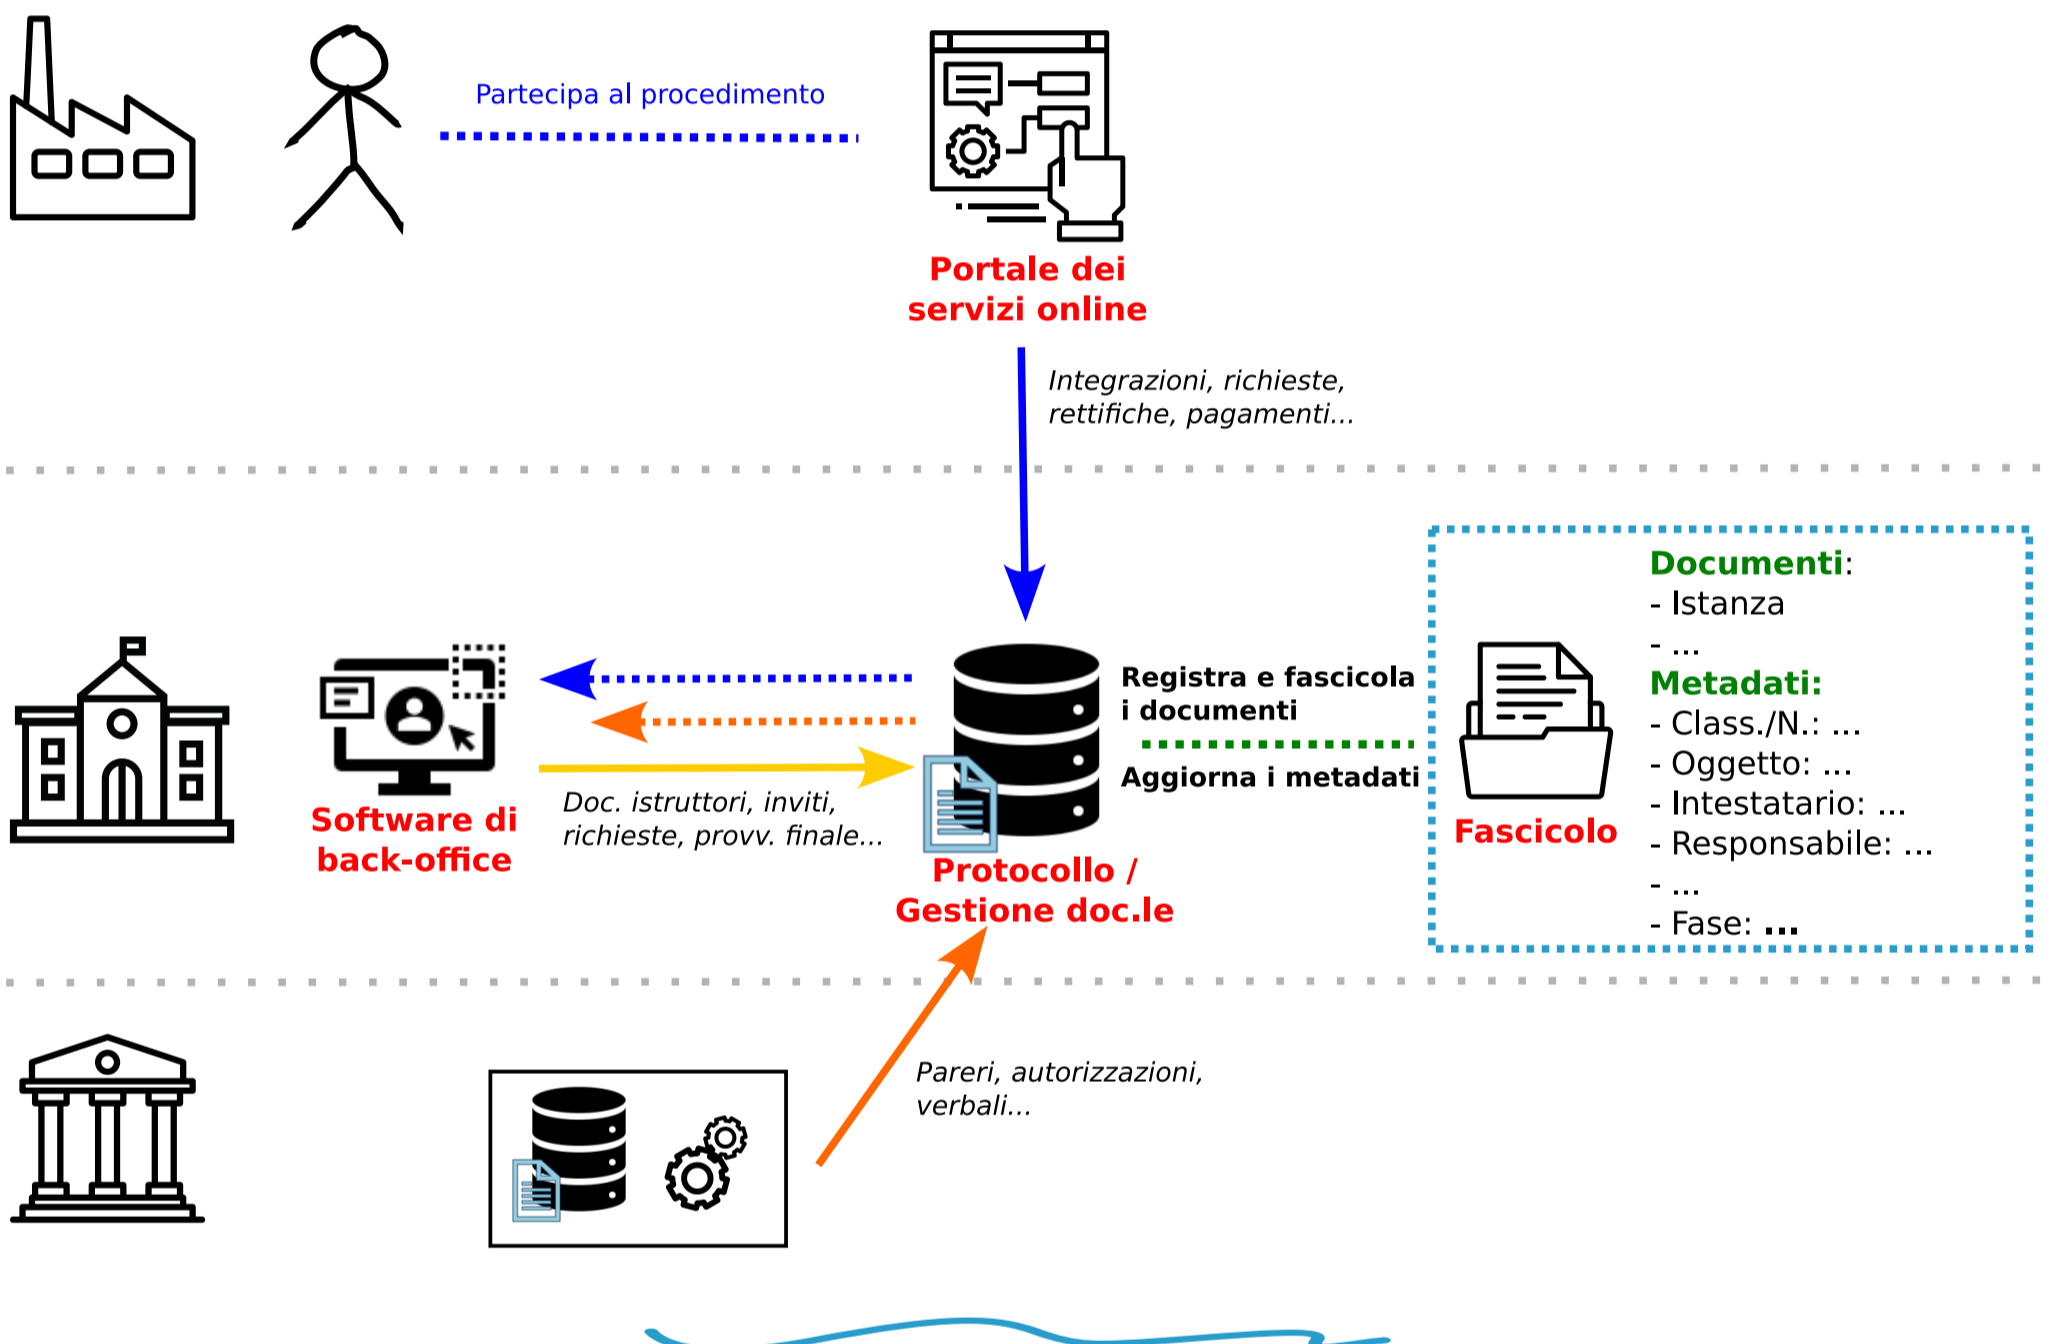 Partecipa al procedimento
Portale dei
servizi online
Integrazioni, richieste,
rettifiche, pagamenti...
Software di
back-office
Doc. istruttori, inviti,
richieste, provv. finale...
Protocollo /
Gestione doc.le
Registra e fascicola
i documenti
Aggiorna i metadati
Fascicolo
Documenti:
- Istanza
- ...
Metadati:
- Class./N.: ...
- Oggetto: ...
- Intestatario: ...
- Responsabile: ...
- ...
- Fase: ...
Pareri, autorizzazioni,
verbali...